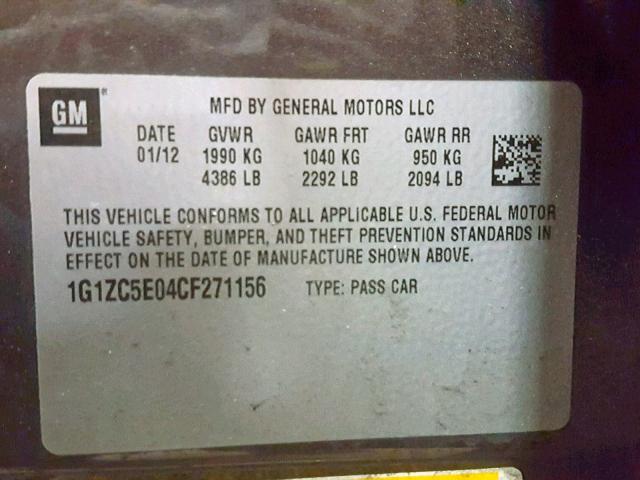 GM ®
MFD BY GENERAL MOTORS LLC
DATE GVWR GAWR FRT GAWR RR
01/12 1990 KG 1040 KG 950 KG
4386 LB 2292 LB 2094 LB
THIS VEHICLE CONFORMS TO ALL APPLICABLE U.S. FEDERAL MOTOR
VEHICLE SAFETY, BUMPER, AND THEFT PREVENTION STANDARDS IN
EFFECT ON THE DATE OF MANUFACTURE SHOWN ABOVE.
1G1ZC5E04CF271156 TYPE: PASS CAR